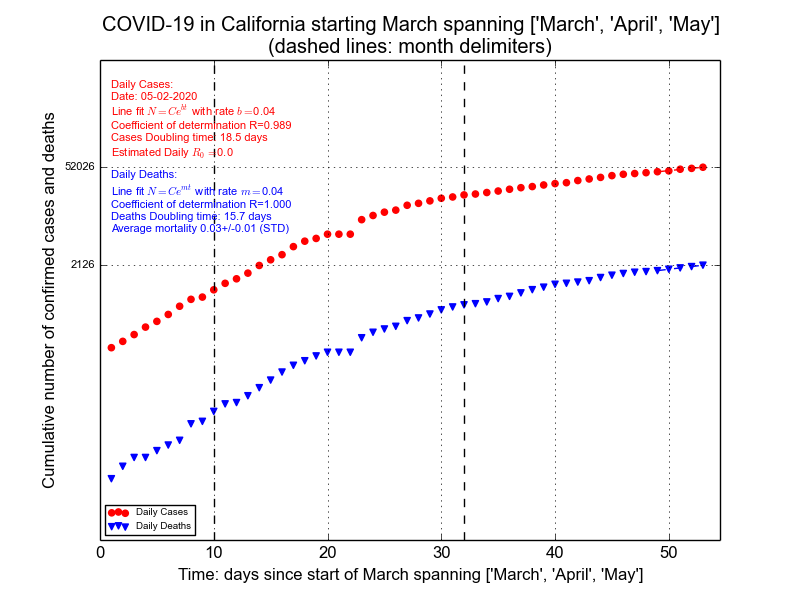 COVID-19 in California starting March spanning ['March', 'April', 'May']
(dashed lines: month delimiters)
Daily Cases:
Date: 05-02-2020
Line fit N = Ce^{bt} with rate b =0.04
Coefficient of determination R=0.989
Cases Doubling time: 18.5 days
Estimated Daily R_0 =0.0
Daily Deaths:
Line fit N = Ce^{mt} with rate m =0.04
Coefficient of determination R=1.000
Deaths Doubling time: 15.7 days
Average mortality 0.03+/-0.01 (STD)
52026
2126
Cumulative number of confirmed cases and deaths
Daily Cases
Daily Deaths
0 10 20 30 40 50
Time: days since start of March spanning ['March', 'April', 'May']